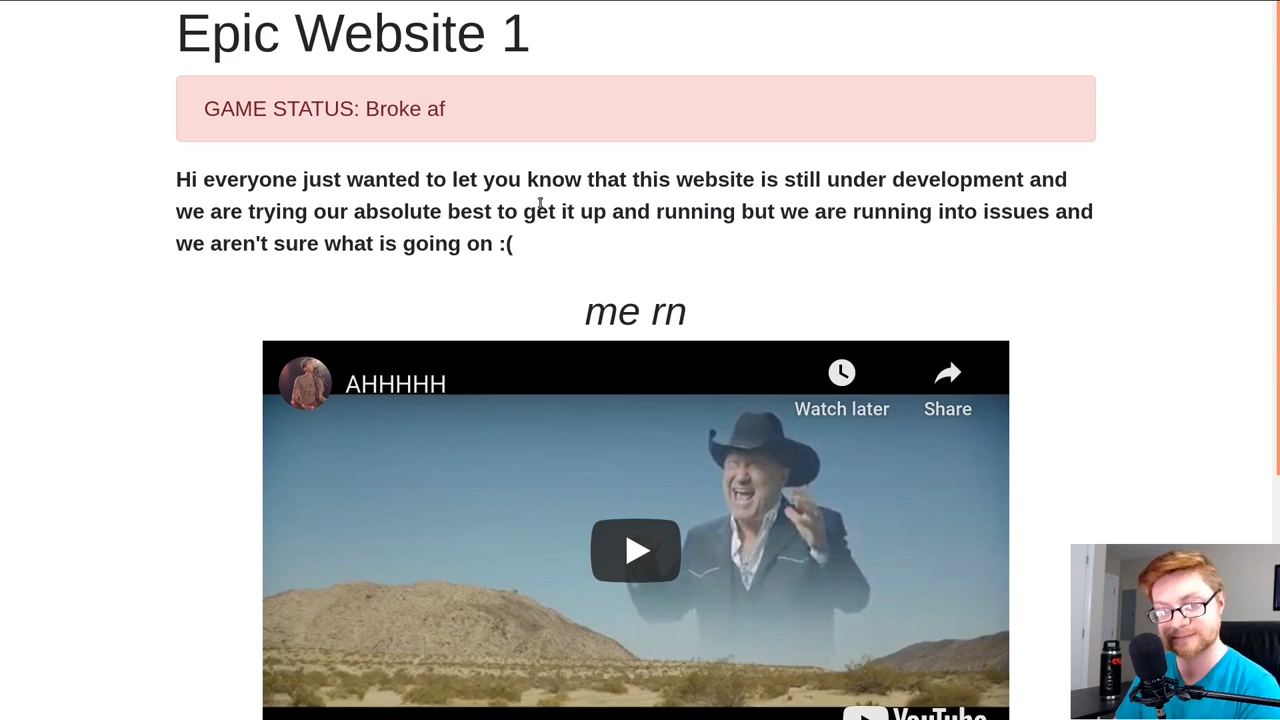 Epic Website 1
GAME STATUS: Broke af
Hi everyone just wanted to let you know that this website is still under development and
we are trying our absolute best to get it up and running but we are running into issues and
we aren't sure what is going on :(
me rn
AHHHHH
Watch later
Share
YouTube